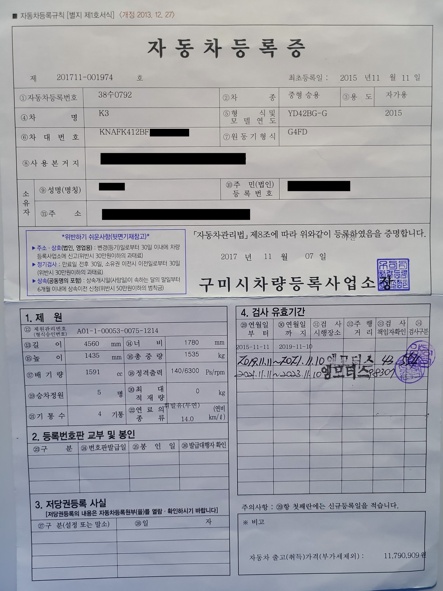 ■ 자동차등록규칙 [별지 제1호서식] <개정 2013. 12. 27>
자동차등록증
제 201711-001974 호 최초등록일 : 2015 년 11 월 11 일
①자동차등록번호 38수0792 ②차 종 중형 승용 ③용 도 자가용
④차 명 K3 ⑤형 식 및 모델 연도 YD42BG-G 2015
⑥차 대 번 호 KNAFK412BF ⑦원동기형식 G4FD
⑧사용본거지
소유자 ⑨성명(명칭) ⑩주민(법인)등록번호
⑪주 소
「자동차관리법」 제8조에 따라 위와같이 등록하였음을 증명합니다.
*위반하기 쉬운사항(뒷면기재참고)*
▶주소·상호(법인, 영업용) : 변경(등기)일로부터 30일 이내에 차량등록사업소에 신고(위반시 30만원이하의 과태료)
▶정기검사 : 만료일 전후 30일, 소유권 이전시 이전일로부터 30일(위반시 30만원이하의 과태료)
▶상속(공동명의 포함) : 상속개시일(사망일)이 속하는 달의 말일부터 6개월 이내에 상속이전 신청(위반시 50만원이하의 범칙금)
2017 년 11 월 07 일
구미시차량등록사업소장
1. 제 원
⑫제원관리번호 A01-1-00053-0075-1214
⑬길 이 4560 mm ⑭너 비 1780 mm
⑮높 이 1435 mm ⑯총 중 량 1535 kg
⑰배 기 량 1591 cc ⑱정격출력 140/6300 Ps/rpm
⑲승차정원 5 명 ⑳최 대 적 재 량 0 kg
㉑기통수 4 기통 ㉒연료의 종류 휘발유(무연) (연비 14.0 km/ℓ)
2. 등록번호판 교부 및 봉인
㉓구 분 ㉔번호판발급일 ㉕봉 인 일 ㉖발급대행자확인
3. 저당권등록 사실
(저당권등록의 내용은 자동차등록원부(을)를 열람·확인하시기 바랍니다)
㉗구 분(설정 또는 말소) ㉘일 자
4. 검사 유효기간
㉙연월일부터 ㉚연월일까지 ㉛검사시행장소 ㉜주행거리 ㉝검사책임자확인 ㉞검사구분
2015-11-11 2019-11-10
2019.11.11~2021.11.10
2021.11.11~2023.11.10
주의사항 : ㉙항 첫째란에는 신규등록일을 적습니다.
※ 비고
자동차 출고(취득)가격(부가세제외) : 11,790,909원